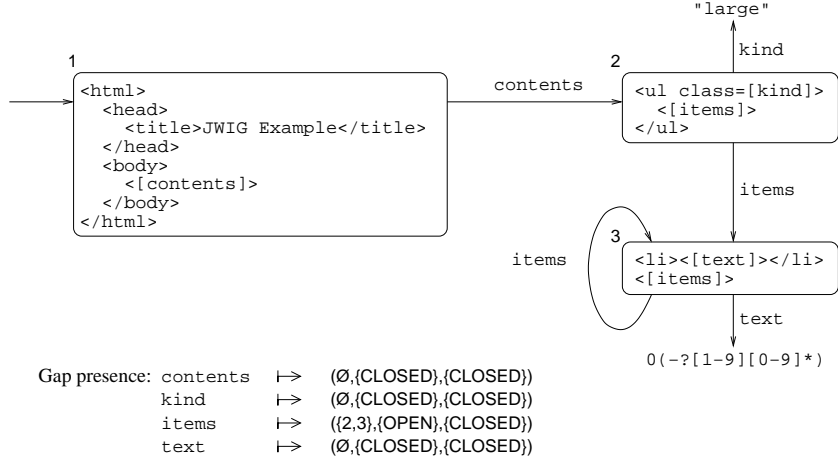 "large"
kind
1
<html>
<head>
<title>JWIG Example</title>
</head>
<body>
<[contents]>
</body>
</html>
contents
2
<ul class=[kind]>
<[items]>
</ul>
items
3
<li><[text]></li>
<[items]>
items
text
0(−?[1−9][0−9]*)
Gap presence: contents ↦ (Ø,{CLOSED},{CLOSED})
kind ↦ (Ø,{CLOSED},{CLOSED})
items ↦ ({2,3},{OPEN},{CLOSED})
text ↦ (Ø,{CLOSED},{CLOSED})